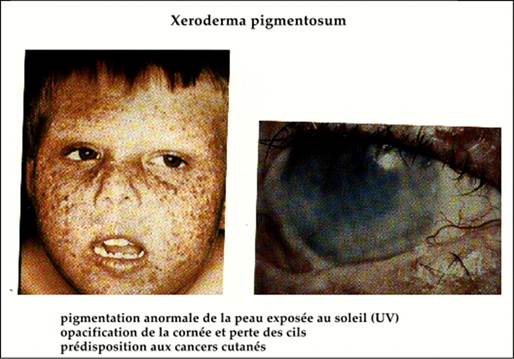 Xeroderma pigmentosum
pigmentation anormale de la peau exposée au soleil (UV)
opacification de la cornée et perte des cils
prédisposition aux cancers cutanés